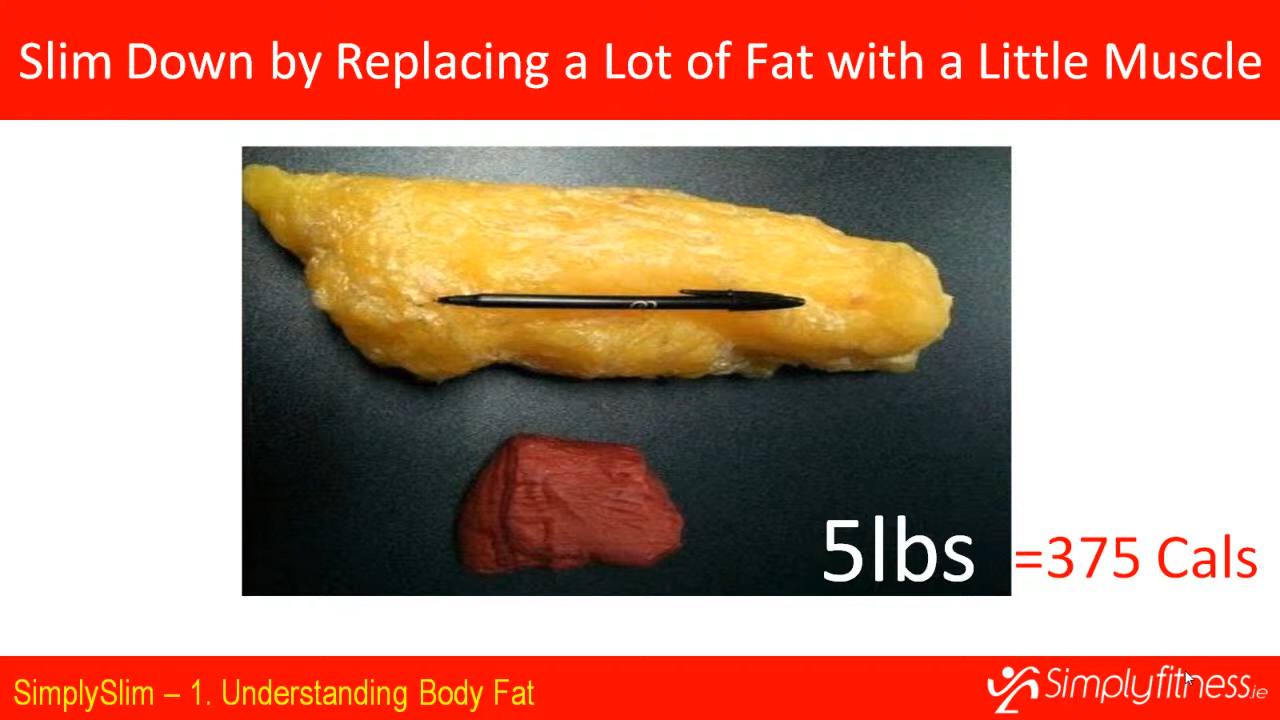 Slim Down by Replacing a Lot of Fat with a Little Muscle
5lbs =375 Cals
SimplySlim – 1. Understanding Body Fat
Simplyfitness.ie